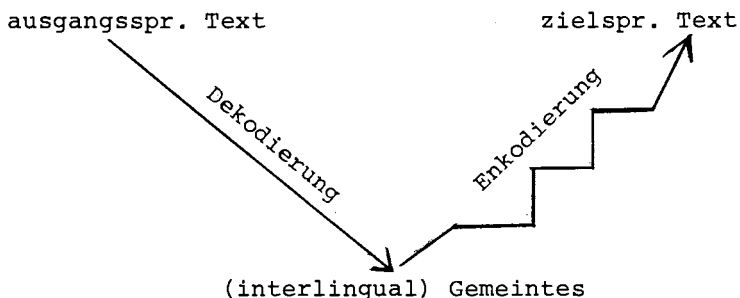 ausgangsspr. Text
zielspr. Text
Dekodierung
Enkodierung
(interlingual) Gemeintes